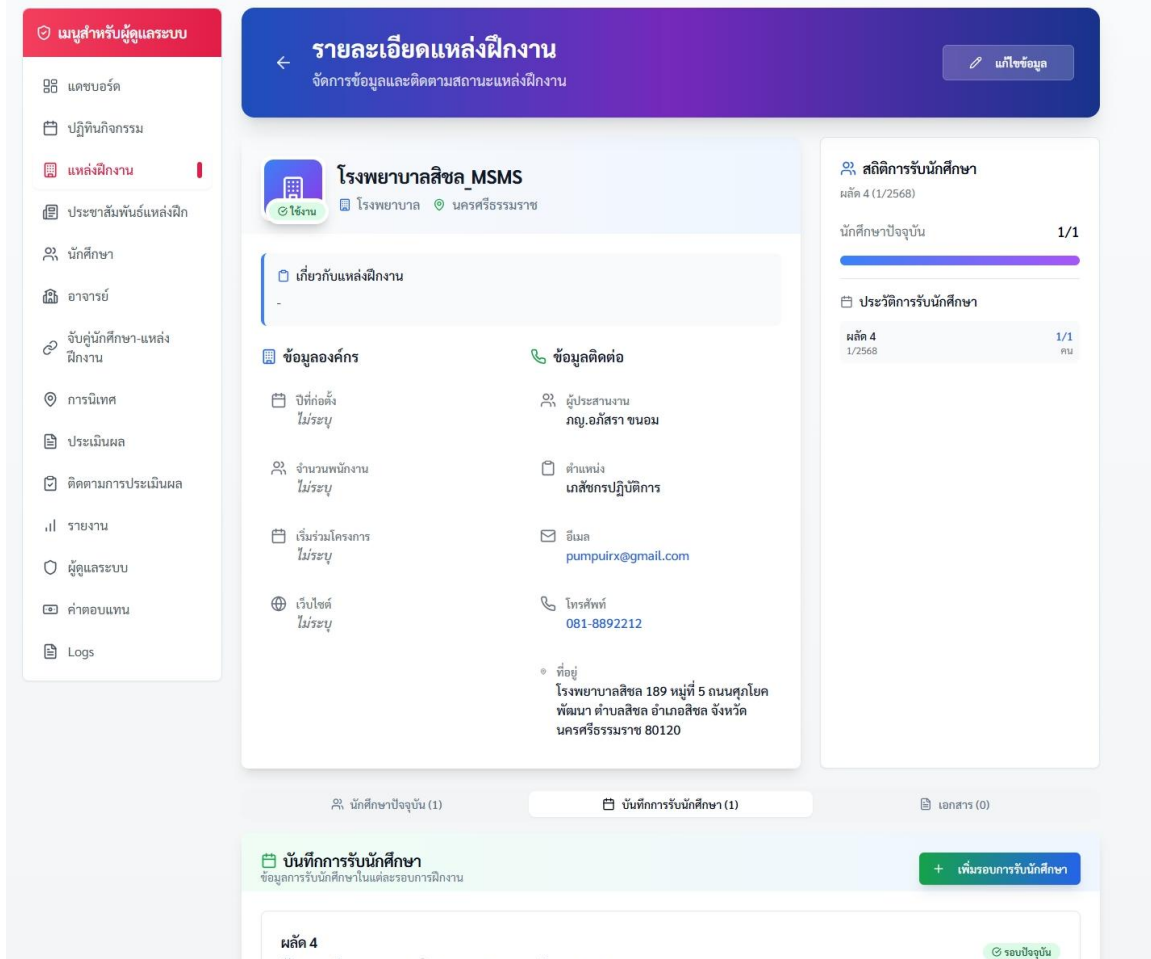 เมนูสำหรับผู้ดูแลระบบ
แดชบอร์ด
ปฏิทินกิจกรรม
แหล่งฝึกงาน
ประชาสัมพันธ์แหล่งฝึก
นักศึกษา
อาจารย์
จับคู่นักศึกษา-แหล่ง
ฝึกงาน
การนิเทศ
ประเมินผล
ติดตามการประเมินผล
รายงาน
ผู้ดูแลระบบ
ค่าตอบแทน
Logs
รายละเอียดแหล่งฝึกงาน
จัดการข้อมูลและติดตามสถานะแหล่งฝึกงาน
แก้ไขข้อมูล
โรงพยาบาลสิชล_MSMS
ใช้งาน
โรงพยาบาล นครศรีธรรมราช
เกี่ยวกับแหล่งฝึกงาน
-
ข้อมูลองค์กร
ปีที่ก่อตั้ง
ไม่ระบุ
จำนวนพนักงาน
ไม่ระบุ
เริ่มร่วมโครงการ
ไม่ระบุ
เว็บไซต์
ไม่ระบุ
ข้อมูลติดต่อ
ผู้ประสานงาน
ภญ.อภัสรา ขนอม
ตำแหน่ง
เภสัชกรปฏิบัติการ
อีเมล
pumpuirx@gmail.com
โทรศัพท์
081-8892212
ที่อยู่
โรงพยาบาลสิชล 189 หมู่ที่ 5 ถนนศุภโยค
พัฒนา ตำบลสิชล อำเภอสิชล จังหวัด
นครศรีธรรมราช 80120
สถิติการรับนักศึกษา
ผลัด 4 (1/2568)
นักศึกษาปัจจุบัน 1/1
ประวัติการรับนักศึกษา
ผลัด 4 1/1
1/2568 คน
นักศึกษาปัจจุบัน (1)
บันทึกการรับนักศึกษา (1)
เอกสาร (0)
บันทึกการรับนักศึกษา
ข้อมูลการรับนักศึกษาในแต่ละรอบการฝึกงาน
เพิ่มรอบการรับนักศึกษา
ผลัด 4
รอบปัจจุบัน